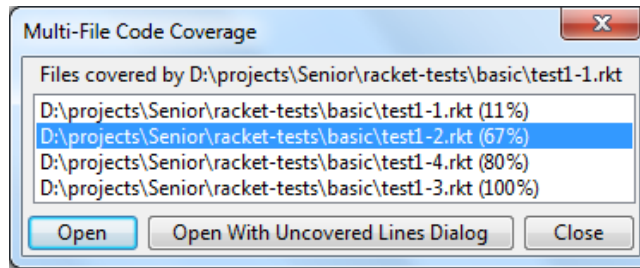 Multi-File Code Coverage
Files covered by D:\projects\Senior\racket-tests\basic\test1-1.rkt
D:\projects\Senior\racket-tests\basic\test1-1.rkt (11%)
D:\projects\Senior\racket-tests\basic\test1-2.rkt (67%)
D:\projects\Senior\racket-tests\basic\test1-4.rkt (80%)
D:\projects\Senior\racket-tests\basic\test1-3.rkt (100%)
Open Open With Uncovered Lines Dialog Close